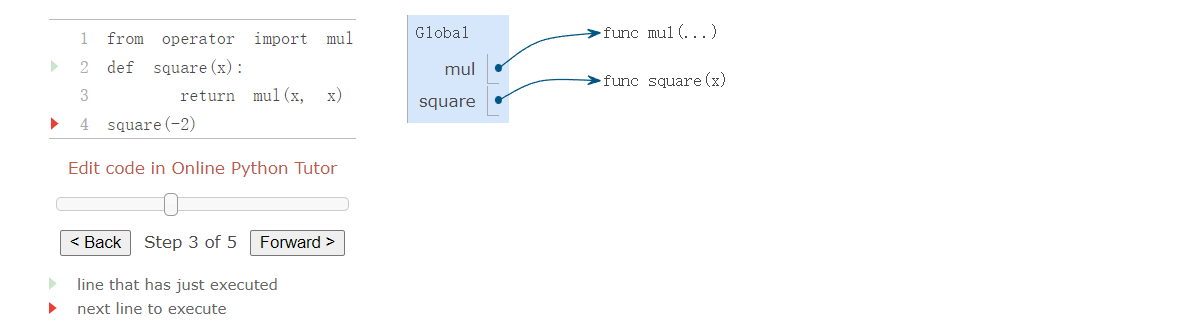 1 from operator import mul
2 def square(x):
3 return mul(x, x)
4 square(-2)
Edit code in Online Python Tutor
< Back Step 3 of 5 Forward >
line that has just executed
next line to execute
Global
mul
square
func mul(...)
func square(x)